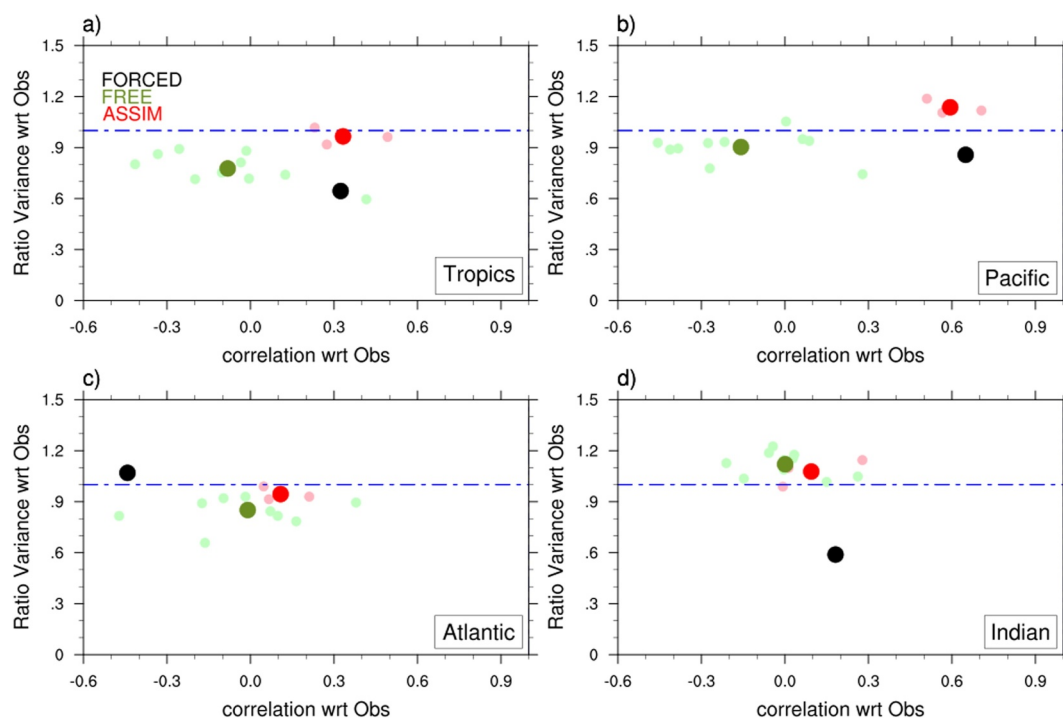 a)
1.5
1.2
.9
.6
.3
0
Ratio Variance wrt Obs
FORCED
FREE
ASSIM
Tropics
-0.6 -0.3 0.0 0.3 0.6 0.9
correlation wrt Obs
b)
1.5
1.2
.9
.6
.3
0
Ratio Variance wrt Obs
Pacific
-0.6 -0.3 0.0 0.3 0.6 0.9
correlation wrt Obs
c)
1.5
1.2
.9
.6
.3
0
Ratio Variance wrt Obs
Atlantic
-0.6 -0.3 0.0 0.3 0.6 0.9
correlation wrt Obs
d)
1.5
1.2
.9
.6
.3
0
Ratio Variance wrt Obs
Indian
-0.6 -0.3 0.0 0.3 0.6 0.9
correlation wrt Obs